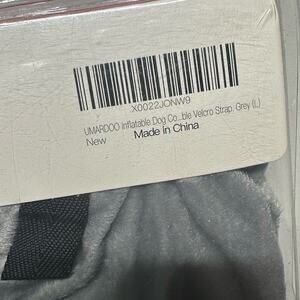 X0022JONW9
UMARDOO Inflatable Dog Co...ble Velcro Strap, Grey (L)
New
Made in China